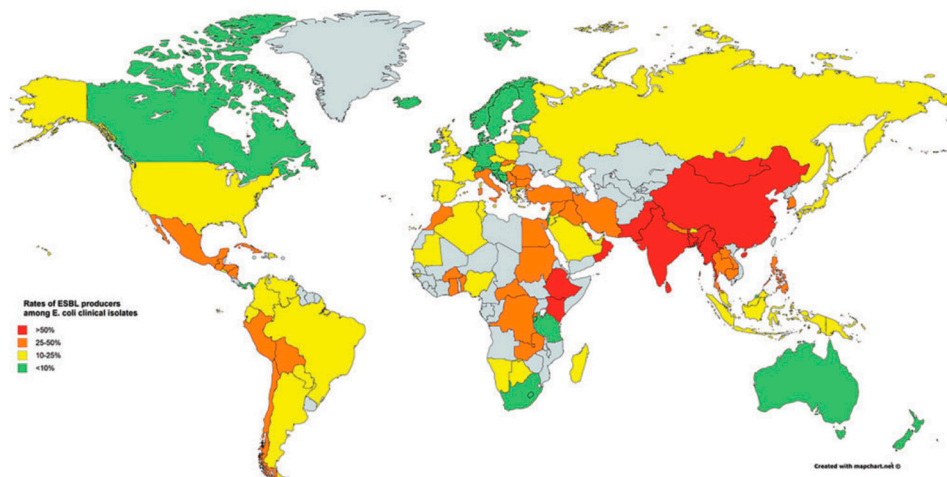 Rates of ESBL producers
among E. coli clinical isolates
>50%
25-50%
10-25%
<10%
Created with mapchart.net ©